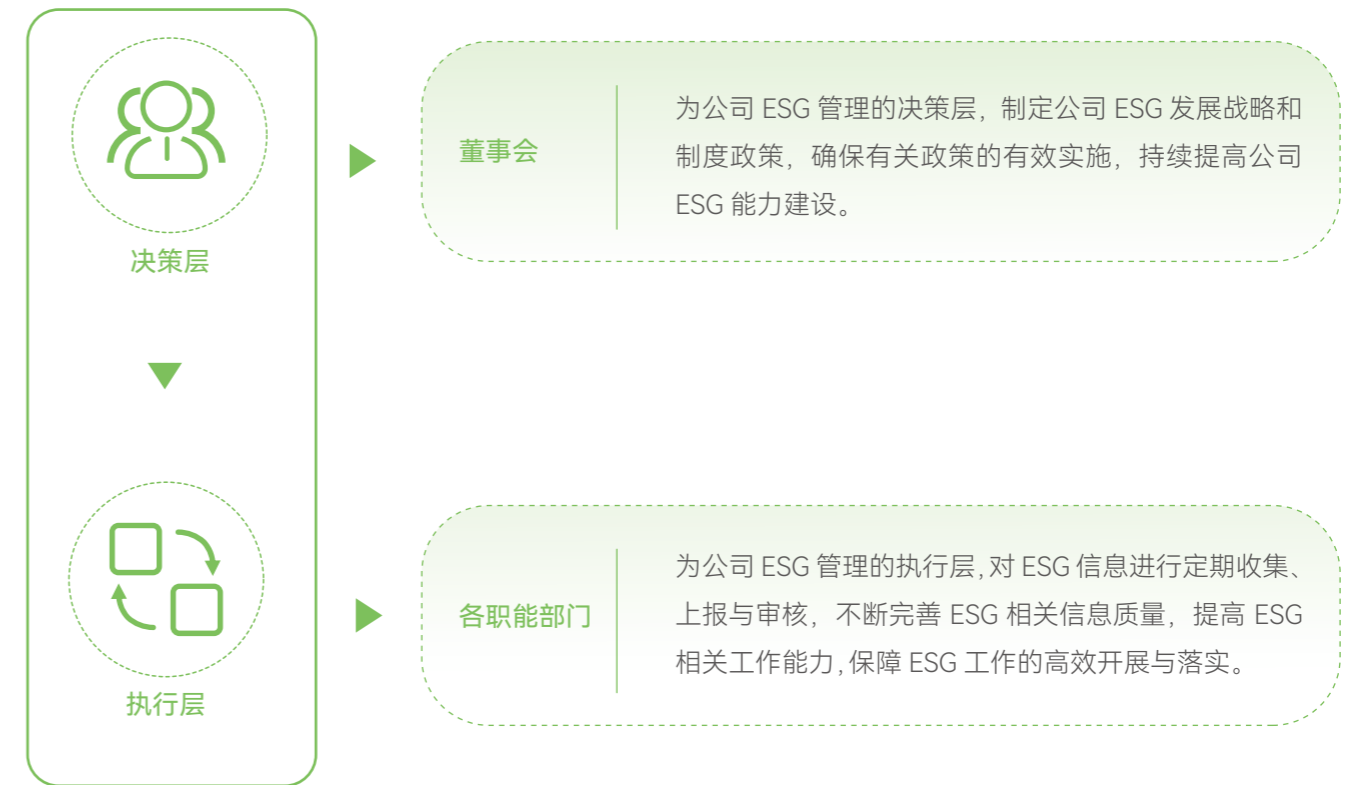 决策层
董事会
为公司 ESG 管理的决策层，制定公司 ESG 发展战略和
制度政策，确保有关政策的有效实施，持续提高公司
ESG 能力建设。
执行层
各职能部门
为公司 ESG 管理的执行层，对 ESG 信息进行定期收集、
上报与审核，不断完善 ESG 相关信息质量，提高 ESG
相关工作能力，保障 ESG 工作的高效开展与落实。